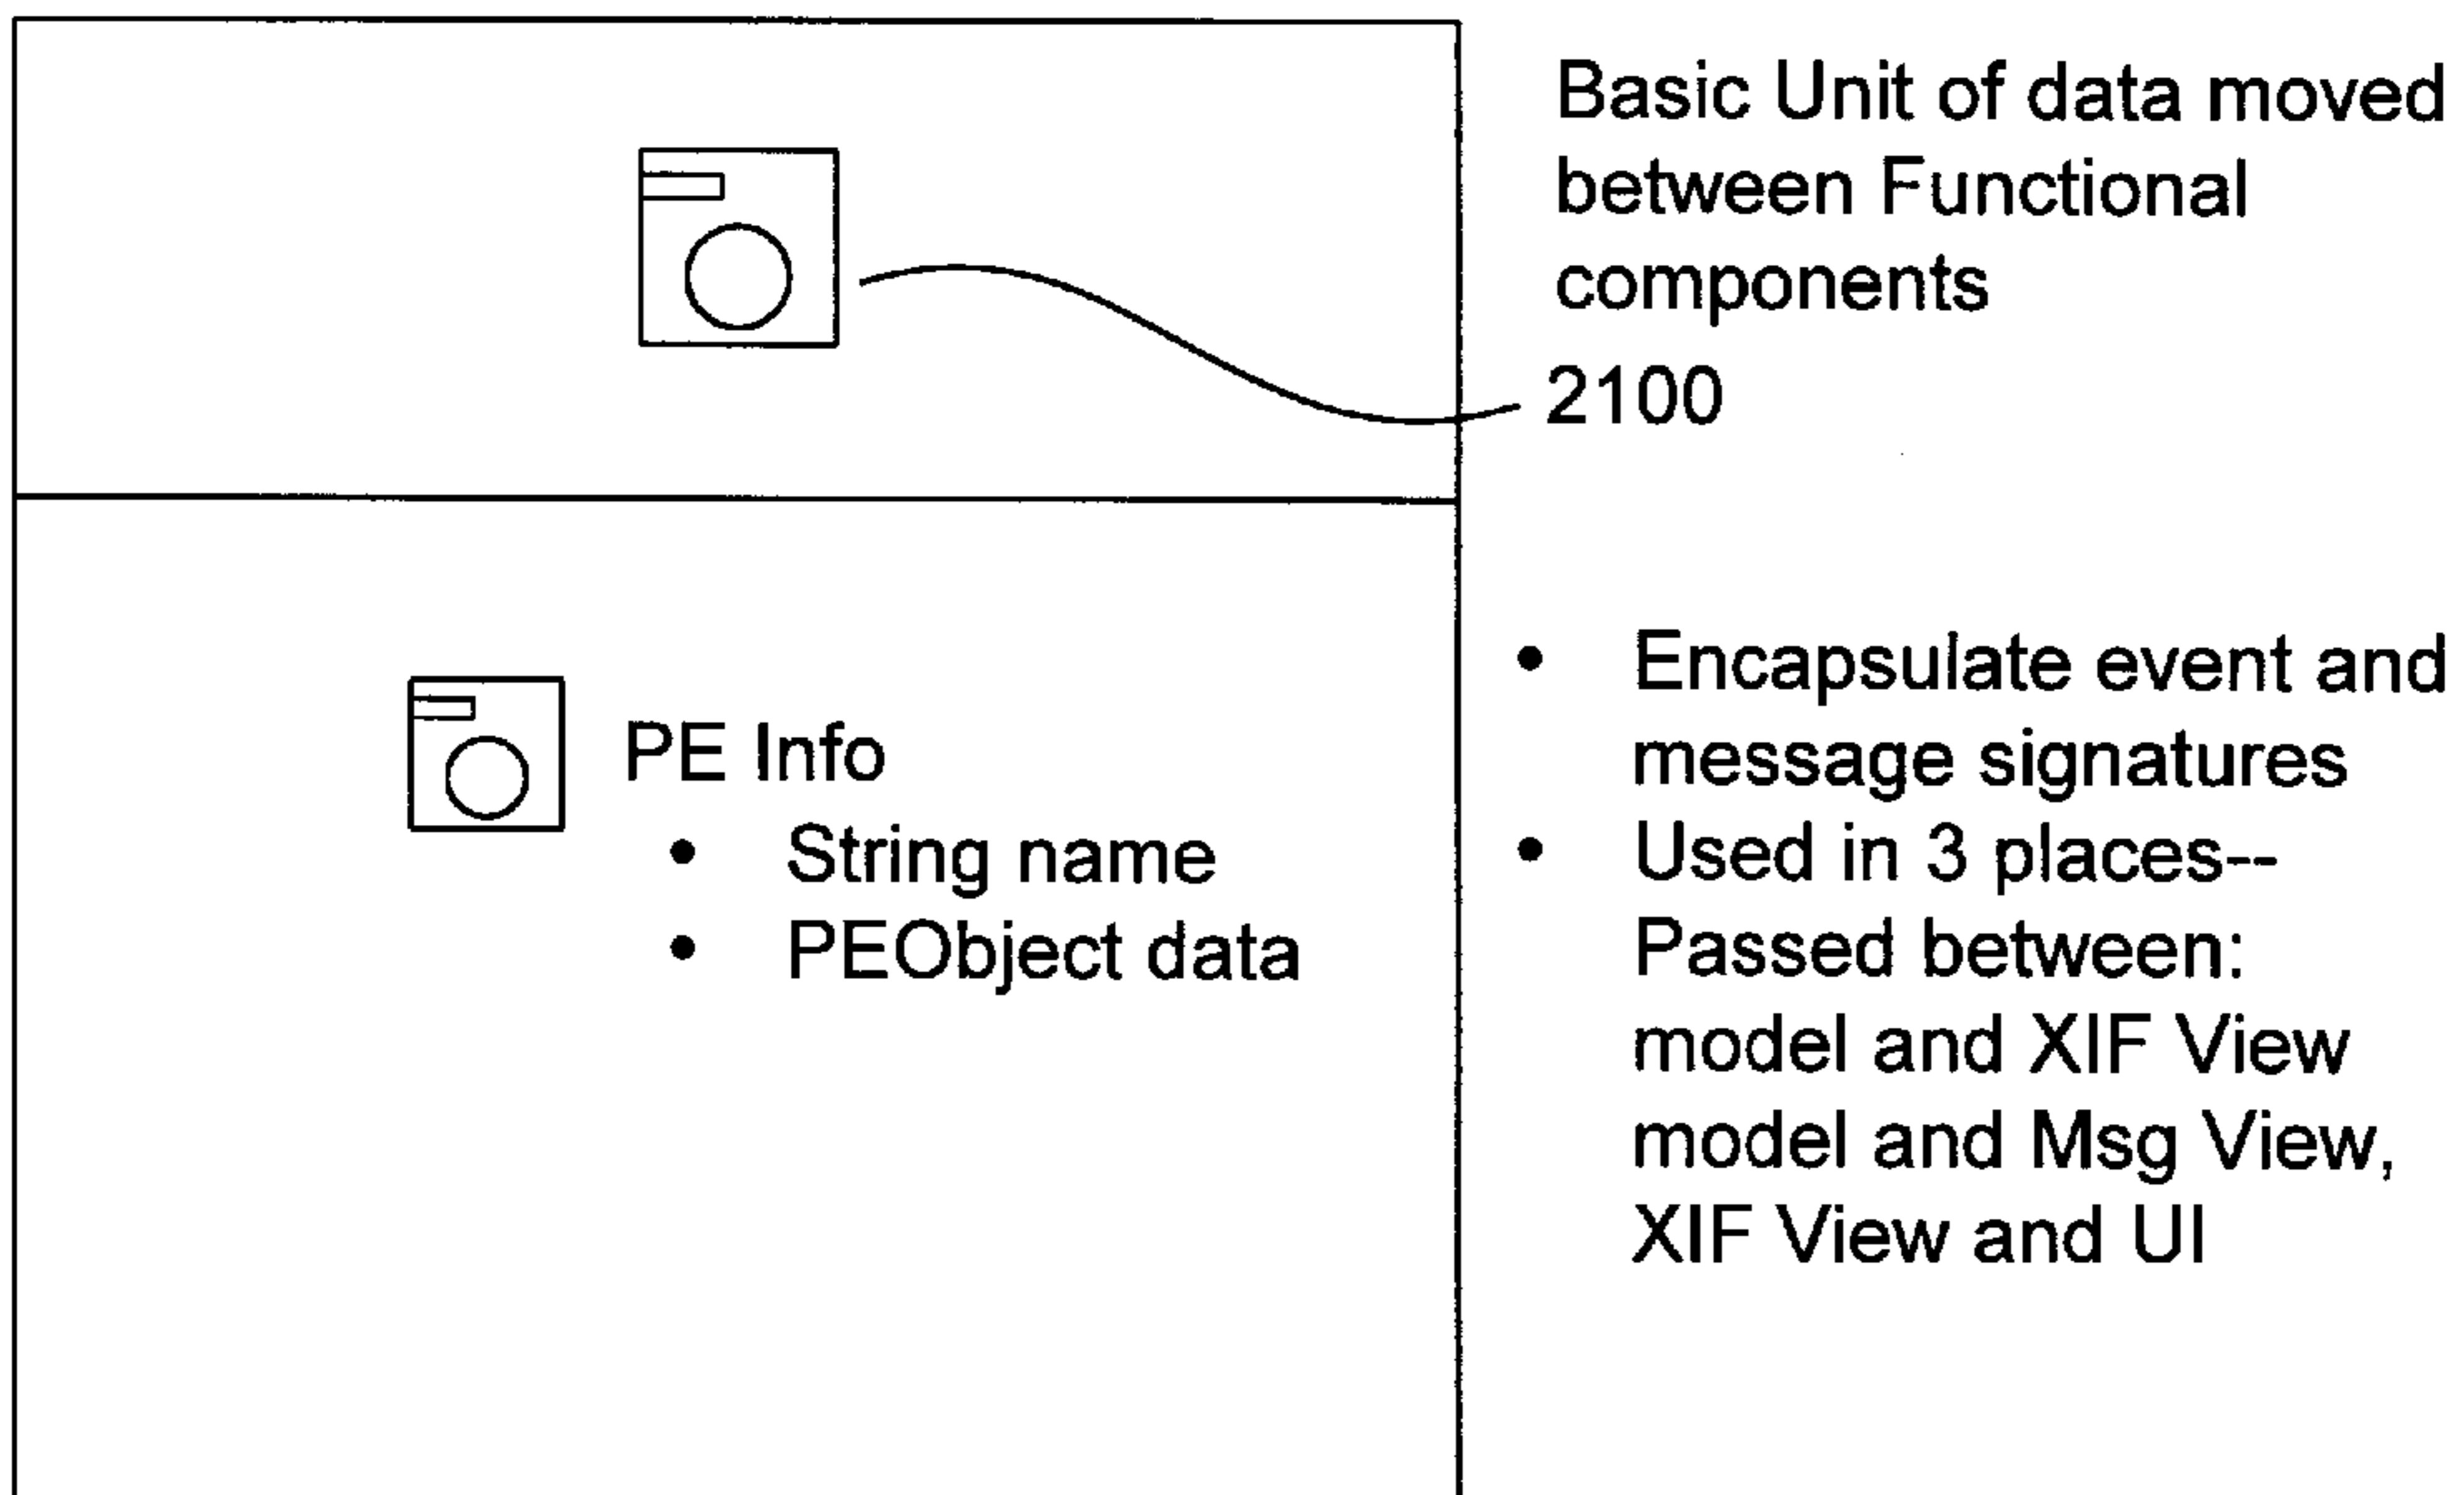 Basic Unit of data moved
between Functional
components
2100
PE Info
• String name
• PEObject data
• Encapsulate event and
message signatures
• Used in 3 places--
Passed between:
model and XIF View
model and Msg View,
XIF View and UI